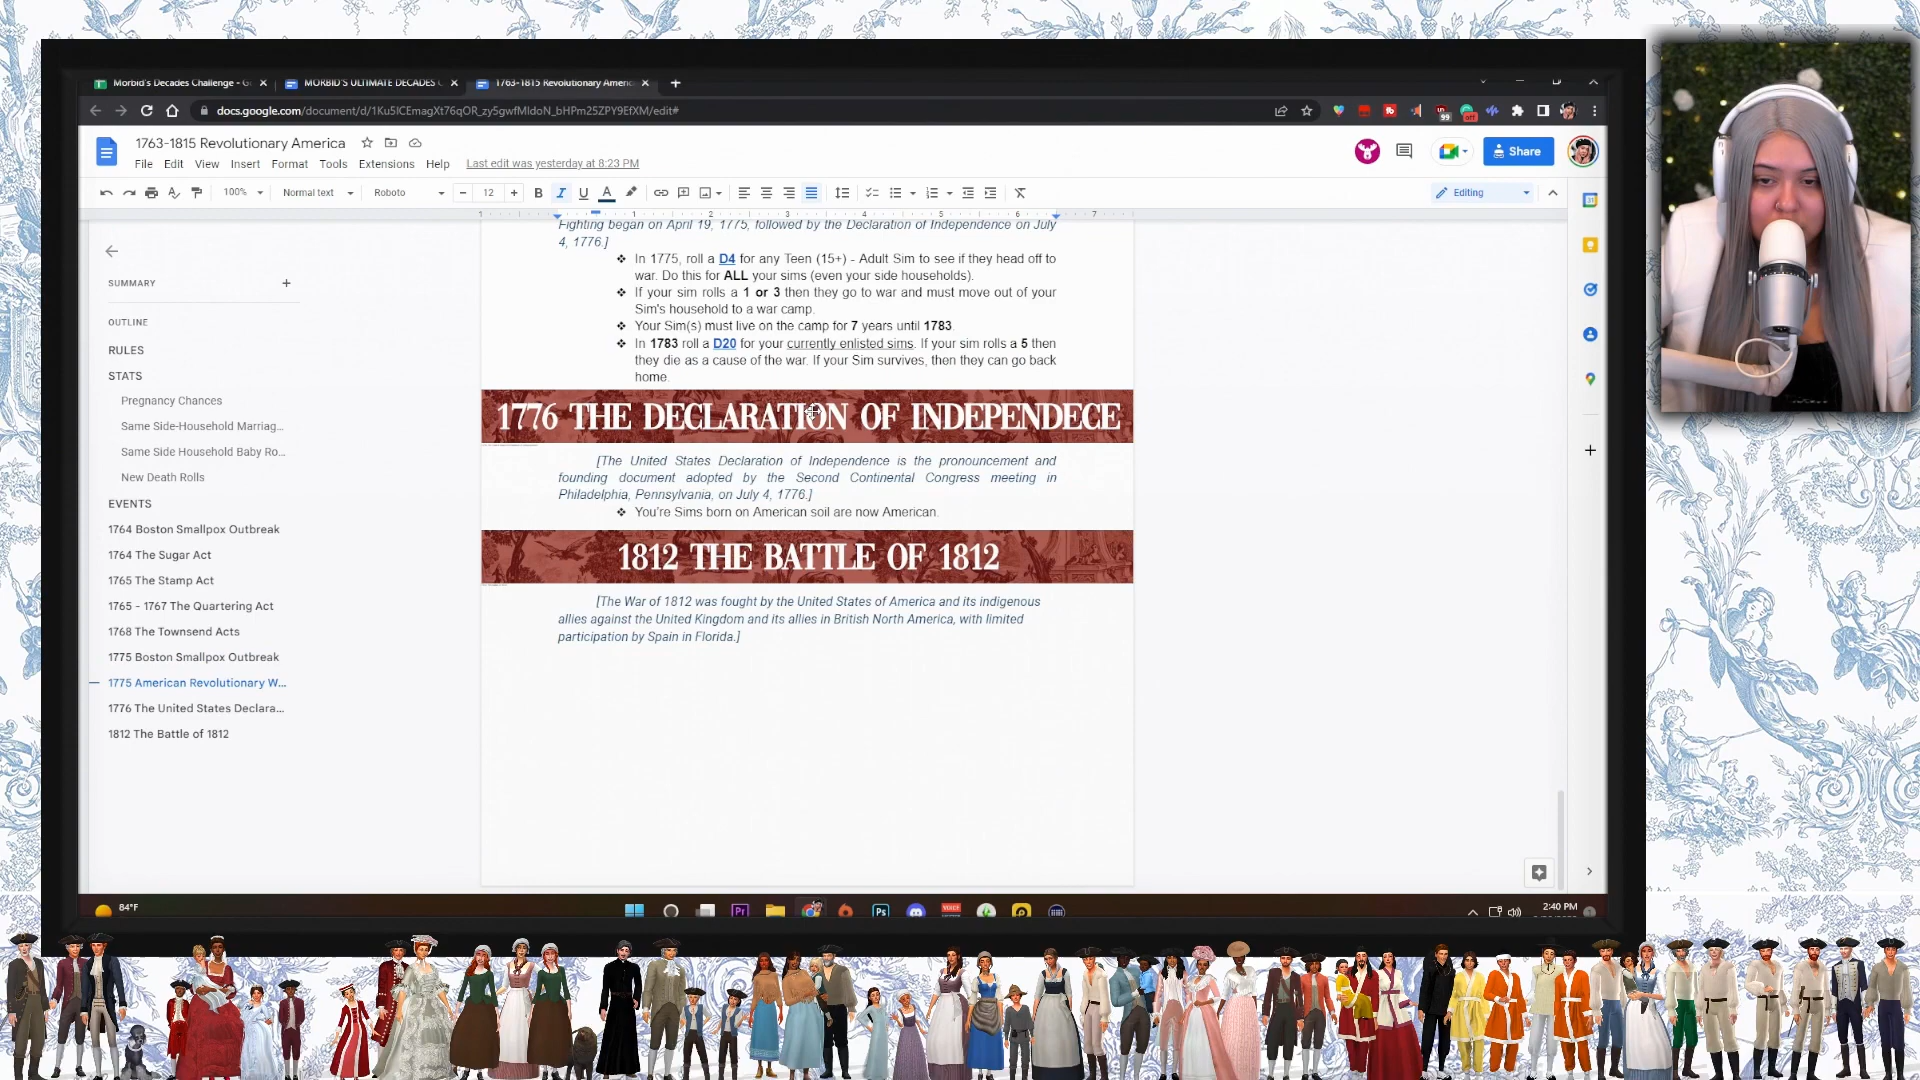 Morbid's Decades Challenge - G
MORBID'S ULTIMATE DECADES C
1763-1815 Revolutionary Americ
docs.google.com/document/d/1Ku5lCEmagXt76qOR_zy5gwfMldoN_bHPm25ZPY9EfXM/edit#
1763-1815 Revolutionary America
File Edit View Insert Format Tools Extensions Help Last edit was yesterday at 8:23 PM
Share
100% Normal text Roboto 12 Editing
1 1 2 3 4 5 6 7
SUMMARY
OUTLINE
RULES
STATS
Pregnancy Chances
Same Side-Household Marriag...
Same Side Household Baby Ro...
New Death Rolls
EVENTS
1764 Boston Smallpox Outbreak
1764 The Sugar Act
1765 The Stamp Act
1765 - 1767 The Quartering Act
1768 The Townsend Acts
1775 Boston Smallpox Outbreak
1775 American Revolutionary W...
1776 The United States Declara...
1812 The Battle of 1812
Fighting began on April 19, 1775, followed by the Declaration of Independence on July
4, 1776.]
❖ In 1775, roll a D4 for any Teen (15+) - Adult Sim to see if they head off to
war. Do this for ALL your sims (even your side households).
❖ If your sim rolls a 1 or 3 then they go to war and must move out of your
Sim's household to a war camp.
❖ Your Sim(s) must live on the camp for 7 years until 1783.
❖ In 1783 roll a D20 for your currently enlisted sims. If your sim rolls a 5 then
they die as a cause of the war. If your Sim survives, then they can go back
home.
1776 THE DECLARATION OF INDEPENDECE
[The United States Declaration of Independence is the pronouncement and
founding document adopted by the Second Continental Congress meeting in
Philadelphia, Pennsylvania, on July 4, 1776.]
❖ You're Sims born on American soil are now American.
1812 THE BATTLE OF 1812
[The War of 1812 was fought by the United States of America and its indigenous
allies against the United Kingdom and its allies in British North America, with limited
participation by Spain in Florida.]
84°F
Pr
Ps
2:40 PM